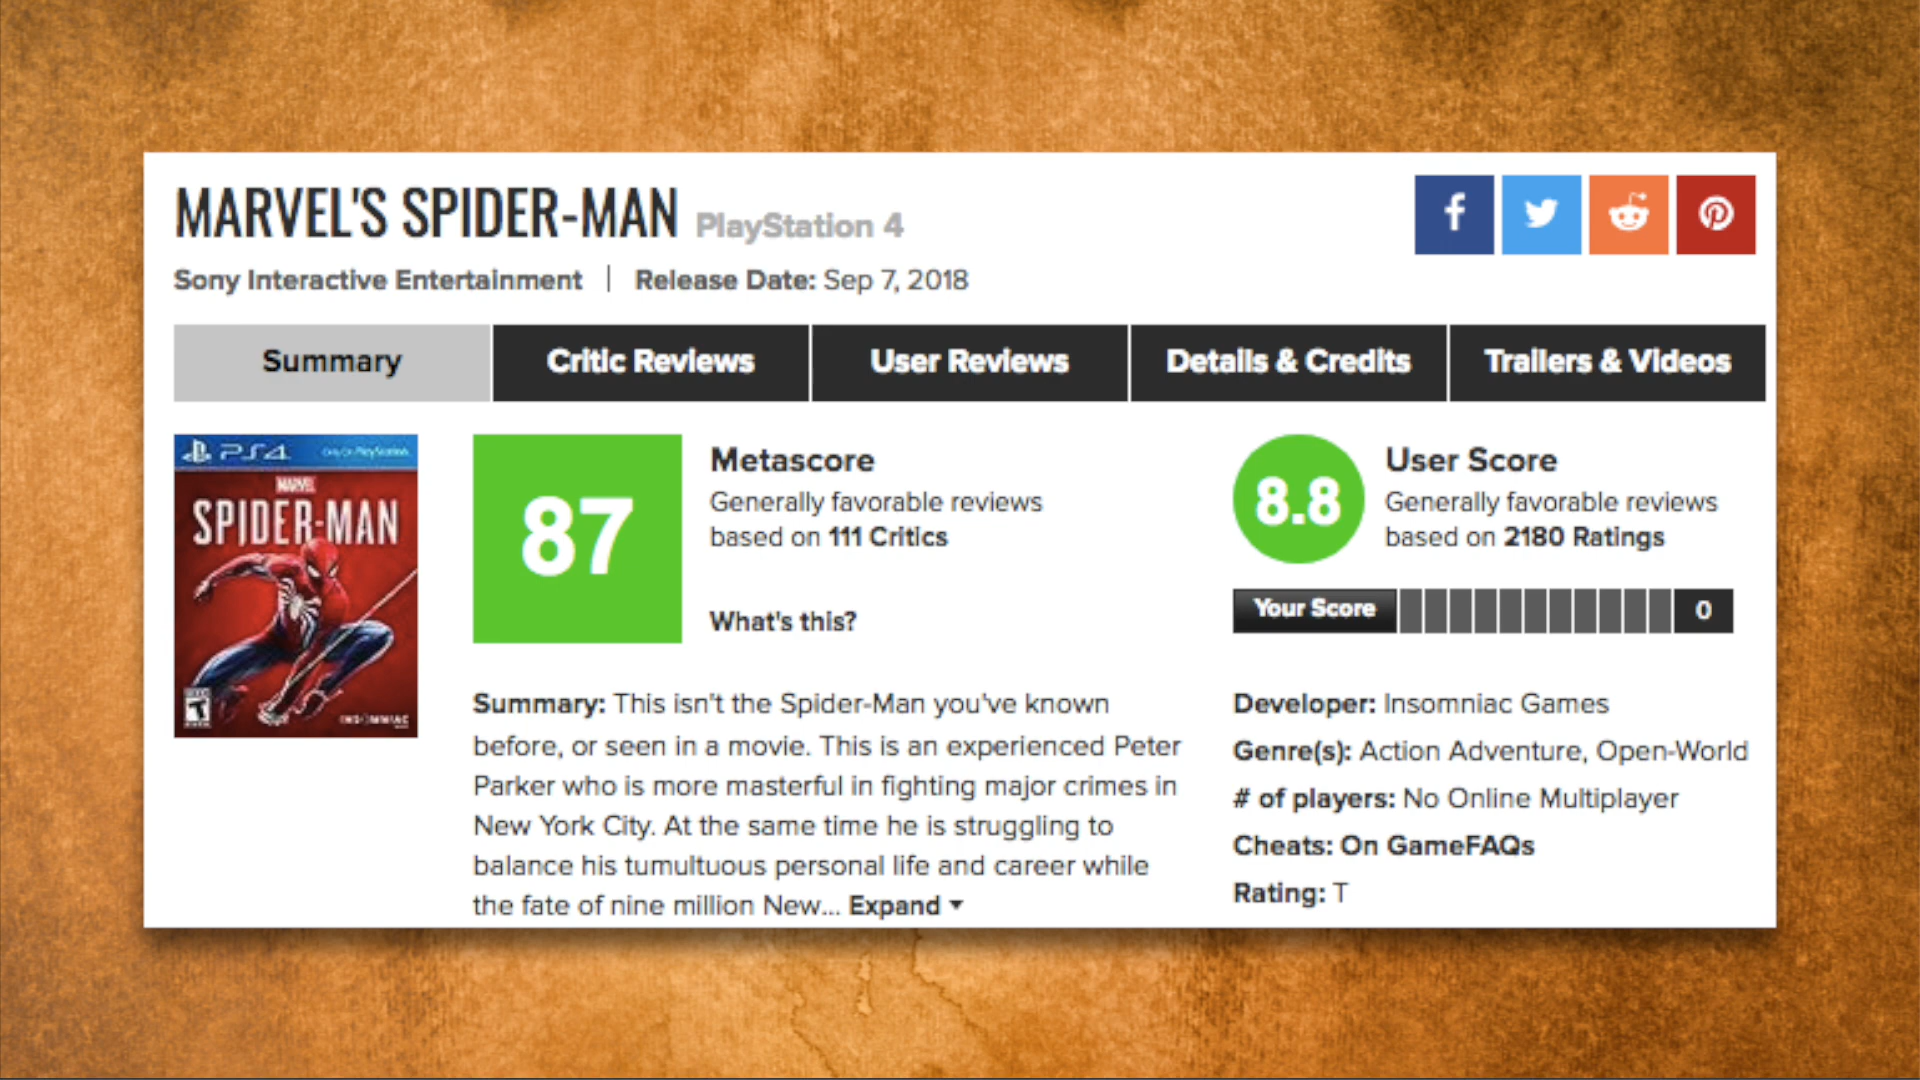 MARVEL'S SPIDER-MAN PlayStation 4
Sony Interactive Entertainment | Release Date: Sep 7, 2018
Summary Critic Reviews User Reviews Details & Credits Trailers & Videos
PS4
MARVEL
SPIDER-MAN
T
INSOMNIAC
87
Metascore
Generally favorable reviews
based on 111 Critics
What's this?
8.8
User Score
Generally favorable reviews
based on 2180 Ratings
Your Score 0
Summary: This isn't the Spider-Man you've known
before, or seen in a movie. This is an experienced Peter
Parker who is more masterful in fighting major crimes in
New York City. At the same time he is struggling to
balance his tumultuous personal life and career while
the fate of nine million New... Expand
Developer: Insomniac Games
Genre(s): Action Adventure, Open-World
# of players: No Online Multiplayer
Cheats: On GameFAQs
Rating: T